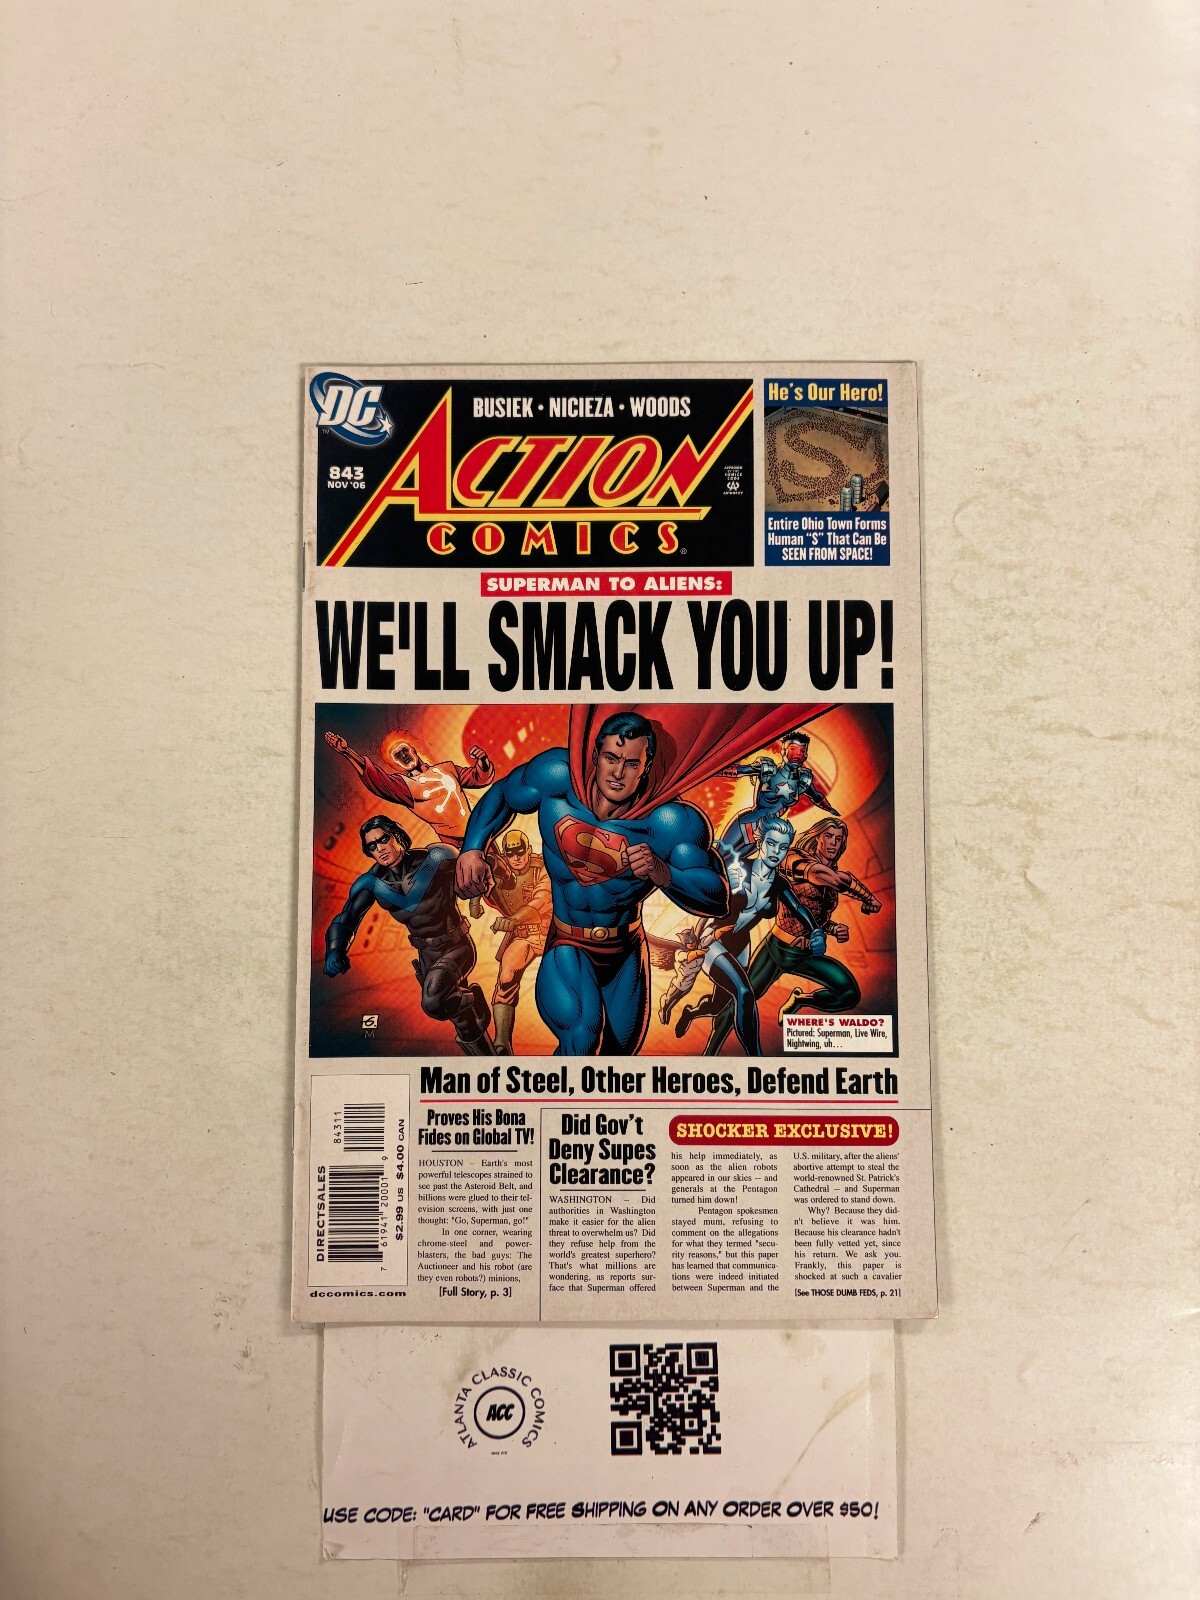 DC
TM
843
NOV '06
BUSIEK • NICIEZA • WOODS
ACTION
COMICS
®
APPROVED
BY THE
COMICS
CODE
AUTHORITY
He's Our Hero!
Entire Ohio Town Forms
Human "S" That Can Be
SEEN FROM SPACE!
SUPERMAN TO ALIENS:
WE'LL SMACK YOU UP!
S
WHERE'S WALDO?
Pictured: Superman, Live Wire,
Nightwing, uh...
Man of Steel, Other Heroes, Defend Earth
DIRECT SALES
84311
7 61941 20001 9
$2.99 US $4.00 CAN
dccomics.com
Proves His Bona
Fides on Global TV!
HOUSTON – Earth's most
powerful telescopes strained to
see past the Asteroid Belt, and
billions were glued to their tel-
evision screens, with just one
thought: "Go, Superman, go!"
In one corner, wearing
chrome-steel and power-
blasters, the bad guys: The
Auctioneer and his robot (are
they even robots?) minions,
[Full Story, p. 3]
Did Gov't
Deny Supes
Clearance?
WASHINGTON – Did
authorities in Washington
make it easier for the alien
threat to overwhelm us? Did
they refuse help from the
world's greatest superhero?
That's what millions are
wondering, as reports sur-
face that Superman offered
SHOCKER EXCLUSIVE!
his help immediately, as
soon as the alien robots
appeared in our skies -- and
generals at the Pentagon
turned him down!
Pentagon spokesmen
stayed mum, refusing to
comment on the allegations
for what they termed "secu-
rity reasons," but this paper
has learned that communica-
tions were indeed initiated
between Superman and the
U.S. military, after the aliens'
abortive attempt to steal the
world-renowned St. Patrick's
Cathedral -- and Superman
was ordered to stand down.
Why? Because they did-
n't believe it was him.
Because his clearance hadn't
been fully vetted yet, since
his return. We ask you.
Frankly, this paper is
shocked at such a cavalier
[See THOSE DUMB FEDS, p. 21]
ATLANTA CLASSIC COMICS
ACC
USE CODE: "CARD" FOR FREE SHIPPING ON ANY ORDER OVER $50!